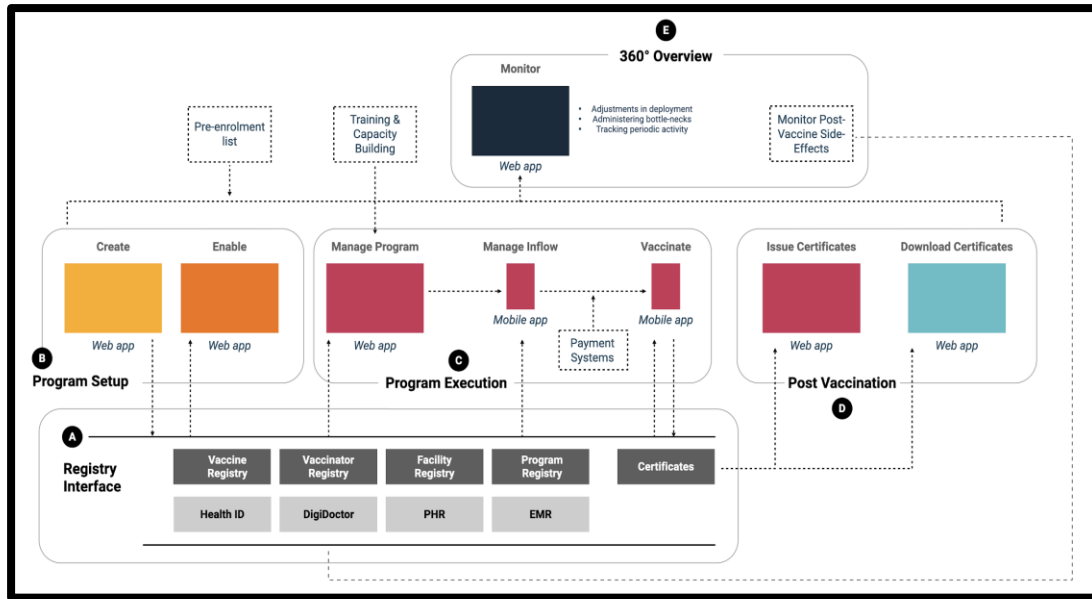 E
360° Overview
Monitor
• Adjustments in deployment
• Administering bottle-necks
• Tracking periodic activity
Web app
Monitor Post-
Vaccine Side-
Effects
Pre-enrolment
list
Training &
Capacity
Building
Create
Enable
Web app
Web app
B
Program Setup
Manage Program
Manage Inflow
Vaccinate
Web app
Mobile app
Mobile app
Payment
Systems
C
Program Execution
Issue Certificates
Download Certificates
Web app
Web app
Post Vaccination
D
A
Registry
Interface
Vaccine
Registry
Vaccinator
Registry
Facility
Registry
Program
Registry
Certificates
Health ID
DigiDoctor
PHR
EMR